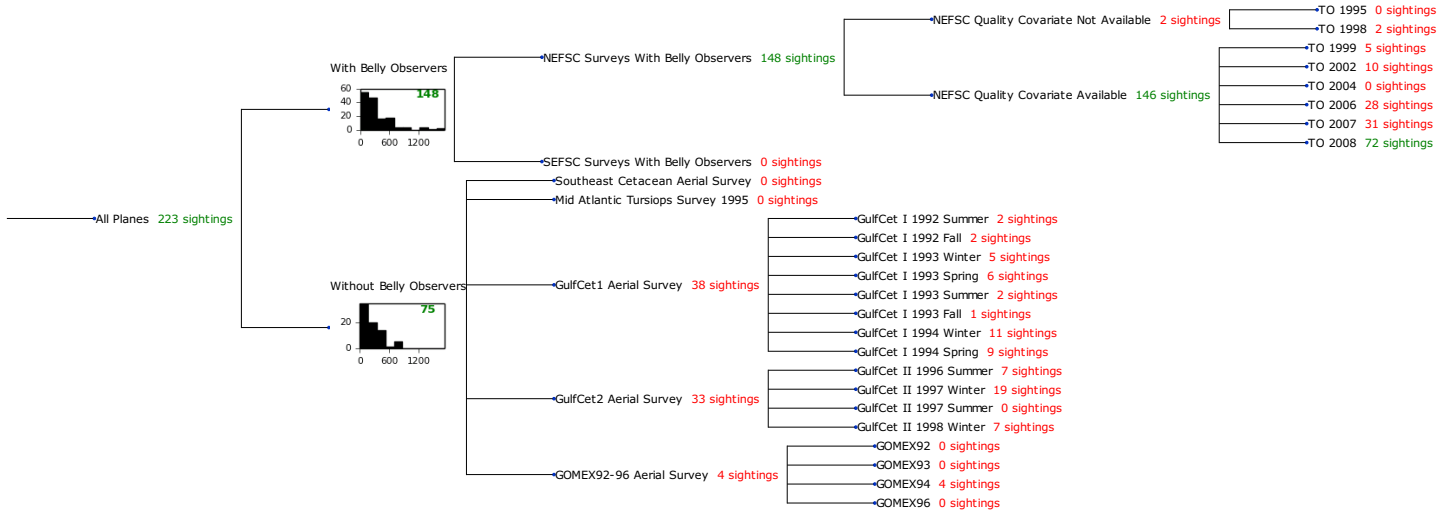 All Planes 223 sightings
With Belly Observers
148
60
40
20
0
0 600 1200
NEFSC Surveys With Belly Observers 148 sightings
NEFSC Quality Covariate Not Available 2 sightings
TO 1995 0 sightings
TO 1998 2 sightings
NEFSC Quality Covariate Available 146 sightings
TO 1999 5 sightings
TO 2002 10 sightings
TO 2004 0 sightings
TO 2006 28 sightings
TO 2007 31 sightings
TO 2008 72 sightings
SEFSC Surveys With Belly Observers 0 sightings
Without Belly Observers
75
20
0
0 600 1200
Southeast Cetacean Aerial Survey 0 sightings
Mid Atlantic Tursiops Survey 1995 0 sightings
GulfCet1 Aerial Survey 38 sightings
GulfCet I 1992 Summer 2 sightings
GulfCet I 1992 Fall 2 sightings
GulfCet I 1993 Winter 5 sightings
GulfCet I 1993 Spring 6 sightings
GulfCet I 1993 Summer 2 sightings
GulfCet I 1993 Fall 1 sightings
GulfCet I 1994 Winter 11 sightings
GulfCet I 1994 Spring 9 sightings
GulfCet2 Aerial Survey 33 sightings
GulfCet II 1996 Summer 7 sightings
GulfCet II 1997 Winter 19 sightings
GulfCet II 1997 Summer 0 sightings
GulfCet II 1998 Winter 7 sightings
GOMEX92-96 Aerial Survey 4 sightings
GOMEX92 0 sightings
GOMEX93 0 sightings
GOMEX94 4 sightings
GOMEX96 0 sightings